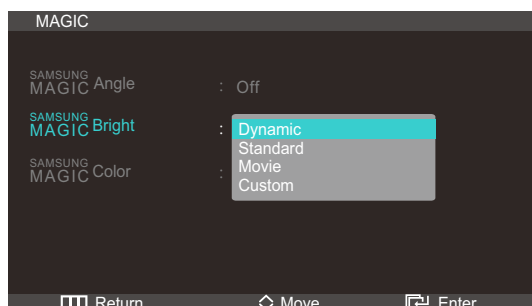 MAGIC
SAMSUNG
MAGIC Angle : Off
SAMSUNG
MAGIC Bright : Dynamic
Standard
Movie
Custom
SAMSUNG
MAGIC Color :
Return Move Enter